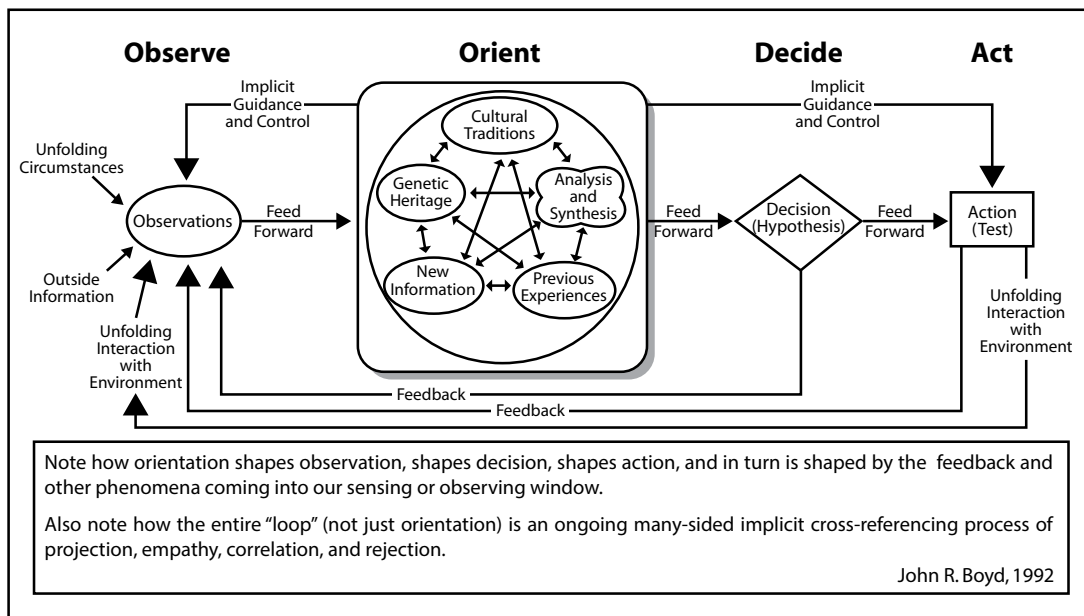 Observe
Orient
Decide
Act
Implicit
Guidance
and Control
Implicit
Guidance
and Control
Unfolding
Circumstances
Observations
Outside
Information
Unfolding
Interaction
with
Environment
Feed
Forward
Cultural
Traditions
Genetic
Heritage
Analysis
and
Synthesis
New
Information
Previous
Experiences
Feed
Forward
Decision
(Hypothesis)
Feed
Forward
Action
(Test)
Unfolding
Interaction
with
Environment
Feedback
Feedback
Note how orientation shapes observation, shapes decision, shapes action, and in turn is shaped by the feedback and
other phenomena coming into our sensing or observing window.
Also note how the entire “loop” (not just orientation) is an ongoing many-sided implicit cross-referencing process of
projection, empathy, correlation, and rejection.
John R. Boyd, 1992